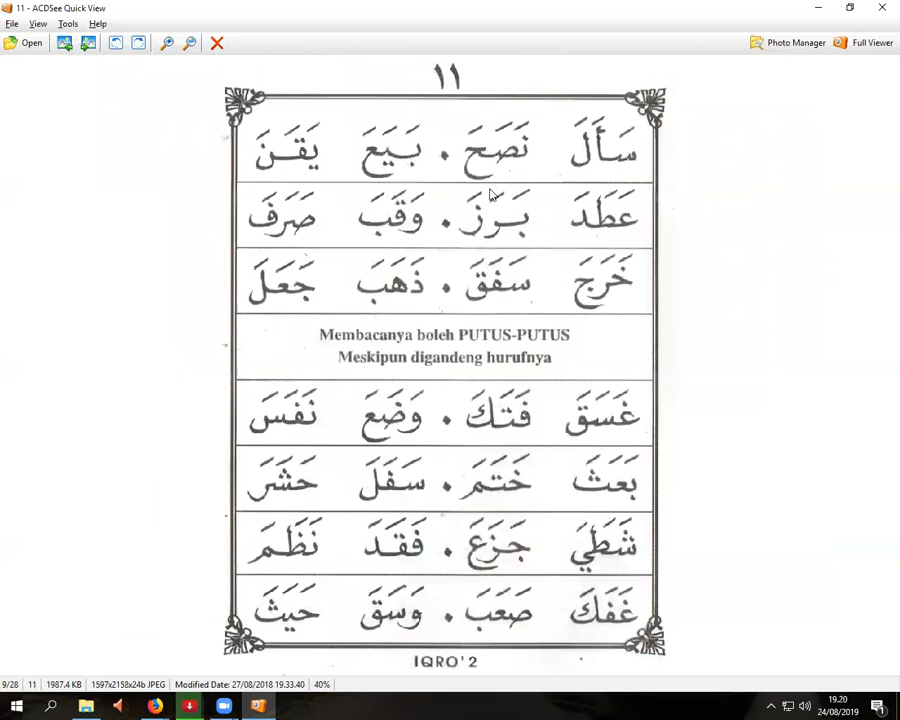 11 - ACDSee Quick View
File View Tools Help
Open
Photo Manager Full Viewer
١١
سَأَلَ نَصَحَ . بَيَعَ يَقَنَ
عَطَدَ بَرَزَ . وَقَبَ صَرَفَ
خَرَجَ سَفَقَ . ذَهَبَ جَعَلَ
Membacanya boleh PUTUS-PUTUS
Meskipun digandeng hurufnya
غَسَقَ فَتَكَ . وَضَعَ نَفَسَ
بَعَثَ خَتَمَ . سَفَلَ حَشَرَ
شَطَيَ جَزَعَ . فَقَدَ نَظَمَ
غَفَكَ صَعَبَ . وَسَقَ حَيَثَ
IQRO'2
9/28 11 1987.4 KB 1597x2158x24b JPEG Modified Date: 27/08/2018 19.33.40 40%
19.20
24/08/2019
1